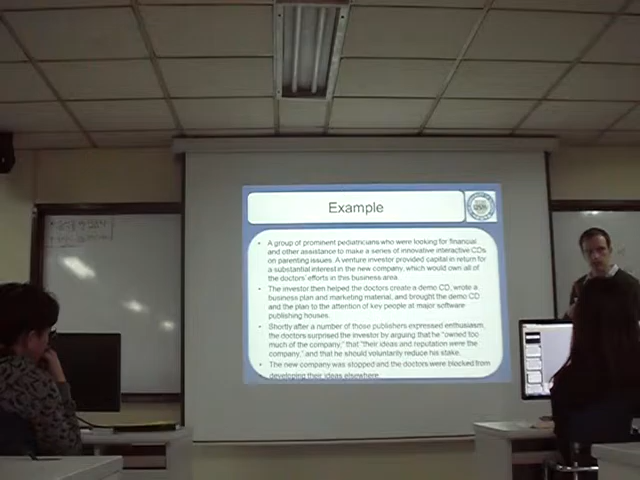 Example
• A group of prominent pediatricians who were looking for financial
and other assistance to make a series of innovative interactive CDs
on parenting issues. A venture investor provided capital in return for
a substantial interest in the new company, which would own all of
the doctors' efforts in this business area.
• The investor then helped the doctors create a demo CD, wrote a
business plan and marketing material, and brought the demo CD
and the plan to the attention of key people at major software
publishing houses.
• Shortly after a number of those publishers expressed enthusiasm,
the doctors surprised the investor by arguing that he "owned too
much of the company," that "their ideas and reputation were the
company," and that he should voluntarily reduce his stake.
• The new company was stopped and the doctors were blocked from
developing their ideas elsewhere.